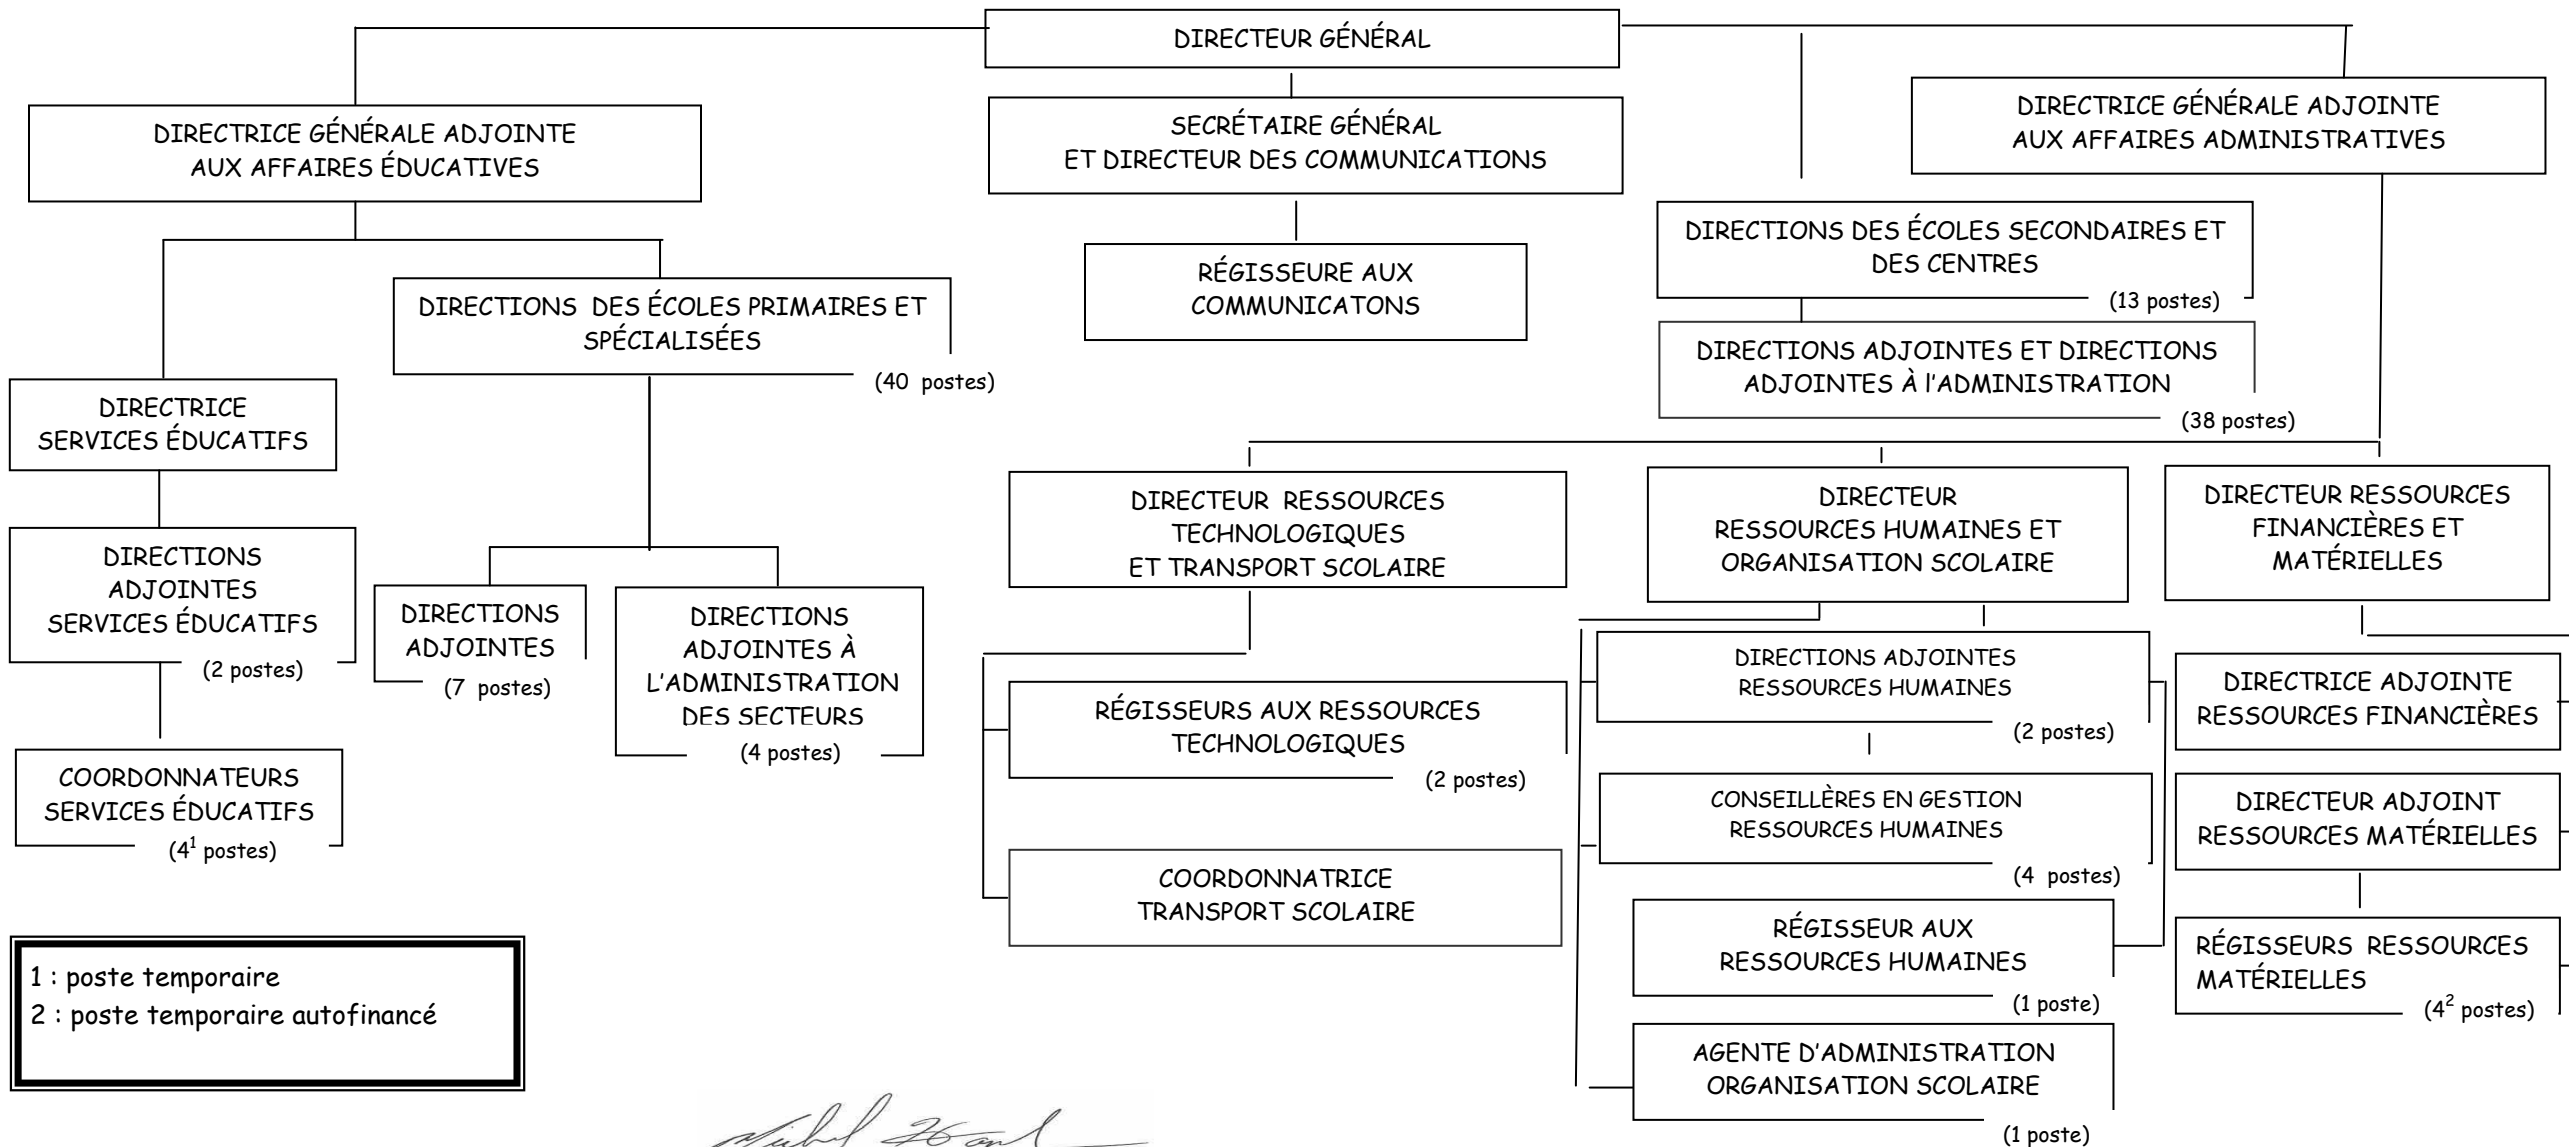 DIRECTEUR GÉNÉRAL
DIRECTRICE GÉNÉRALE ADJOINTE
AUX AFFAIRES ÉDUCATIVES
SECRÉTAIRE GÉNÉRAL
ET DIRECTEUR DES COMMUNICATIONS
DIRECTRICE GÉNÉRALE ADJOINTE
AUX AFFAIRES ADMINISTRATIVES
RÉGISSEURE AUX
COMMUNICATONS
DIRECTIONS DES ÉCOLES SECONDAIRES ET
DES CENTRES
(13 postes)
DIRECTIONS ADJOINTES ET DIRECTIONS
ADJOINTES À l'ADMINISTRATION
(38 postes)
DIRECTIONS DES ÉCOLES PRIMAIRES ET
SPÉCIALISÉES
(40 postes)
DIRECTRICE
SERVICES ÉDUCATIFS
DIRECTIONS
ADJOINTES
SERVICES ÉDUCATIFS
(2 postes)
COORDONNATEURS
SERVICES ÉDUCATIFS
(4¹ postes)
DIRECTIONS
ADJOINTES
(7 postes)
DIRECTIONS
ADJOINTES À
L'ADMINISTRATION
DES SECTEURS
(4 postes)
DIRECTEUR RESSOURCES
TECHNOLOGIQUES
ET TRANSPORT SCOLAIRE
RÉGISSEURS AUX RESSOURCES
TECHNOLOGIQUES
(2 postes)
COORDONNATRICE
TRANSPORT SCOLAIRE
DIRECTEUR
RESSOURCES HUMAINES ET
ORGANISATION SCOLAIRE
DIRECTIONS ADJOINTES
RESSOURCES HUMAINES
(2 postes)
CONSEILLÈRES EN GESTION
RESSOURCES HUMAINES
(4 postes)
RÉGISSEUR AUX
RESSOURCES HUMAINES
(1 poste)
AGENTE D'ADMINISTRATION
ORGANISATION SCOLAIRE
(1 poste)
DIRECTEUR RESSOURCES
FINANCIÈRES ET
MATÉRIELLES
DIRECTRICE ADJOINTE
RESSOURCES FINANCIÈRES
DIRECTEUR ADJOINT
RESSOURCES MATÉRIELLES
RÉGISSEURS RESSOURCES
MATÉRIELLES
(4² postes)
1 : poste temporaire
2 : poste temporaire autofinancé